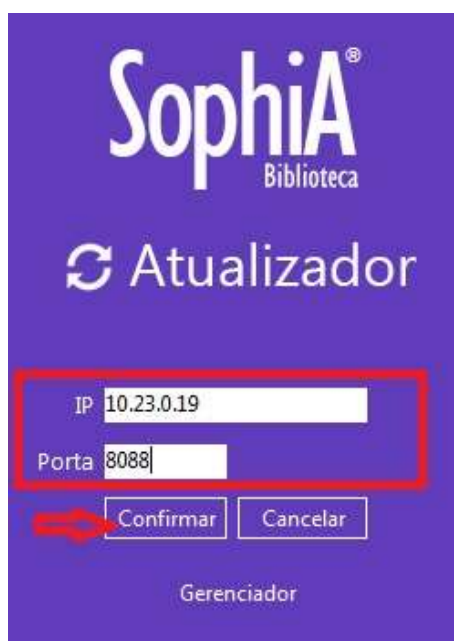 SophiA®
Biblioteca
Atualizador
IP 10.23.0.19
Porta 8088
Confirmar Cancelar
Gerenciador